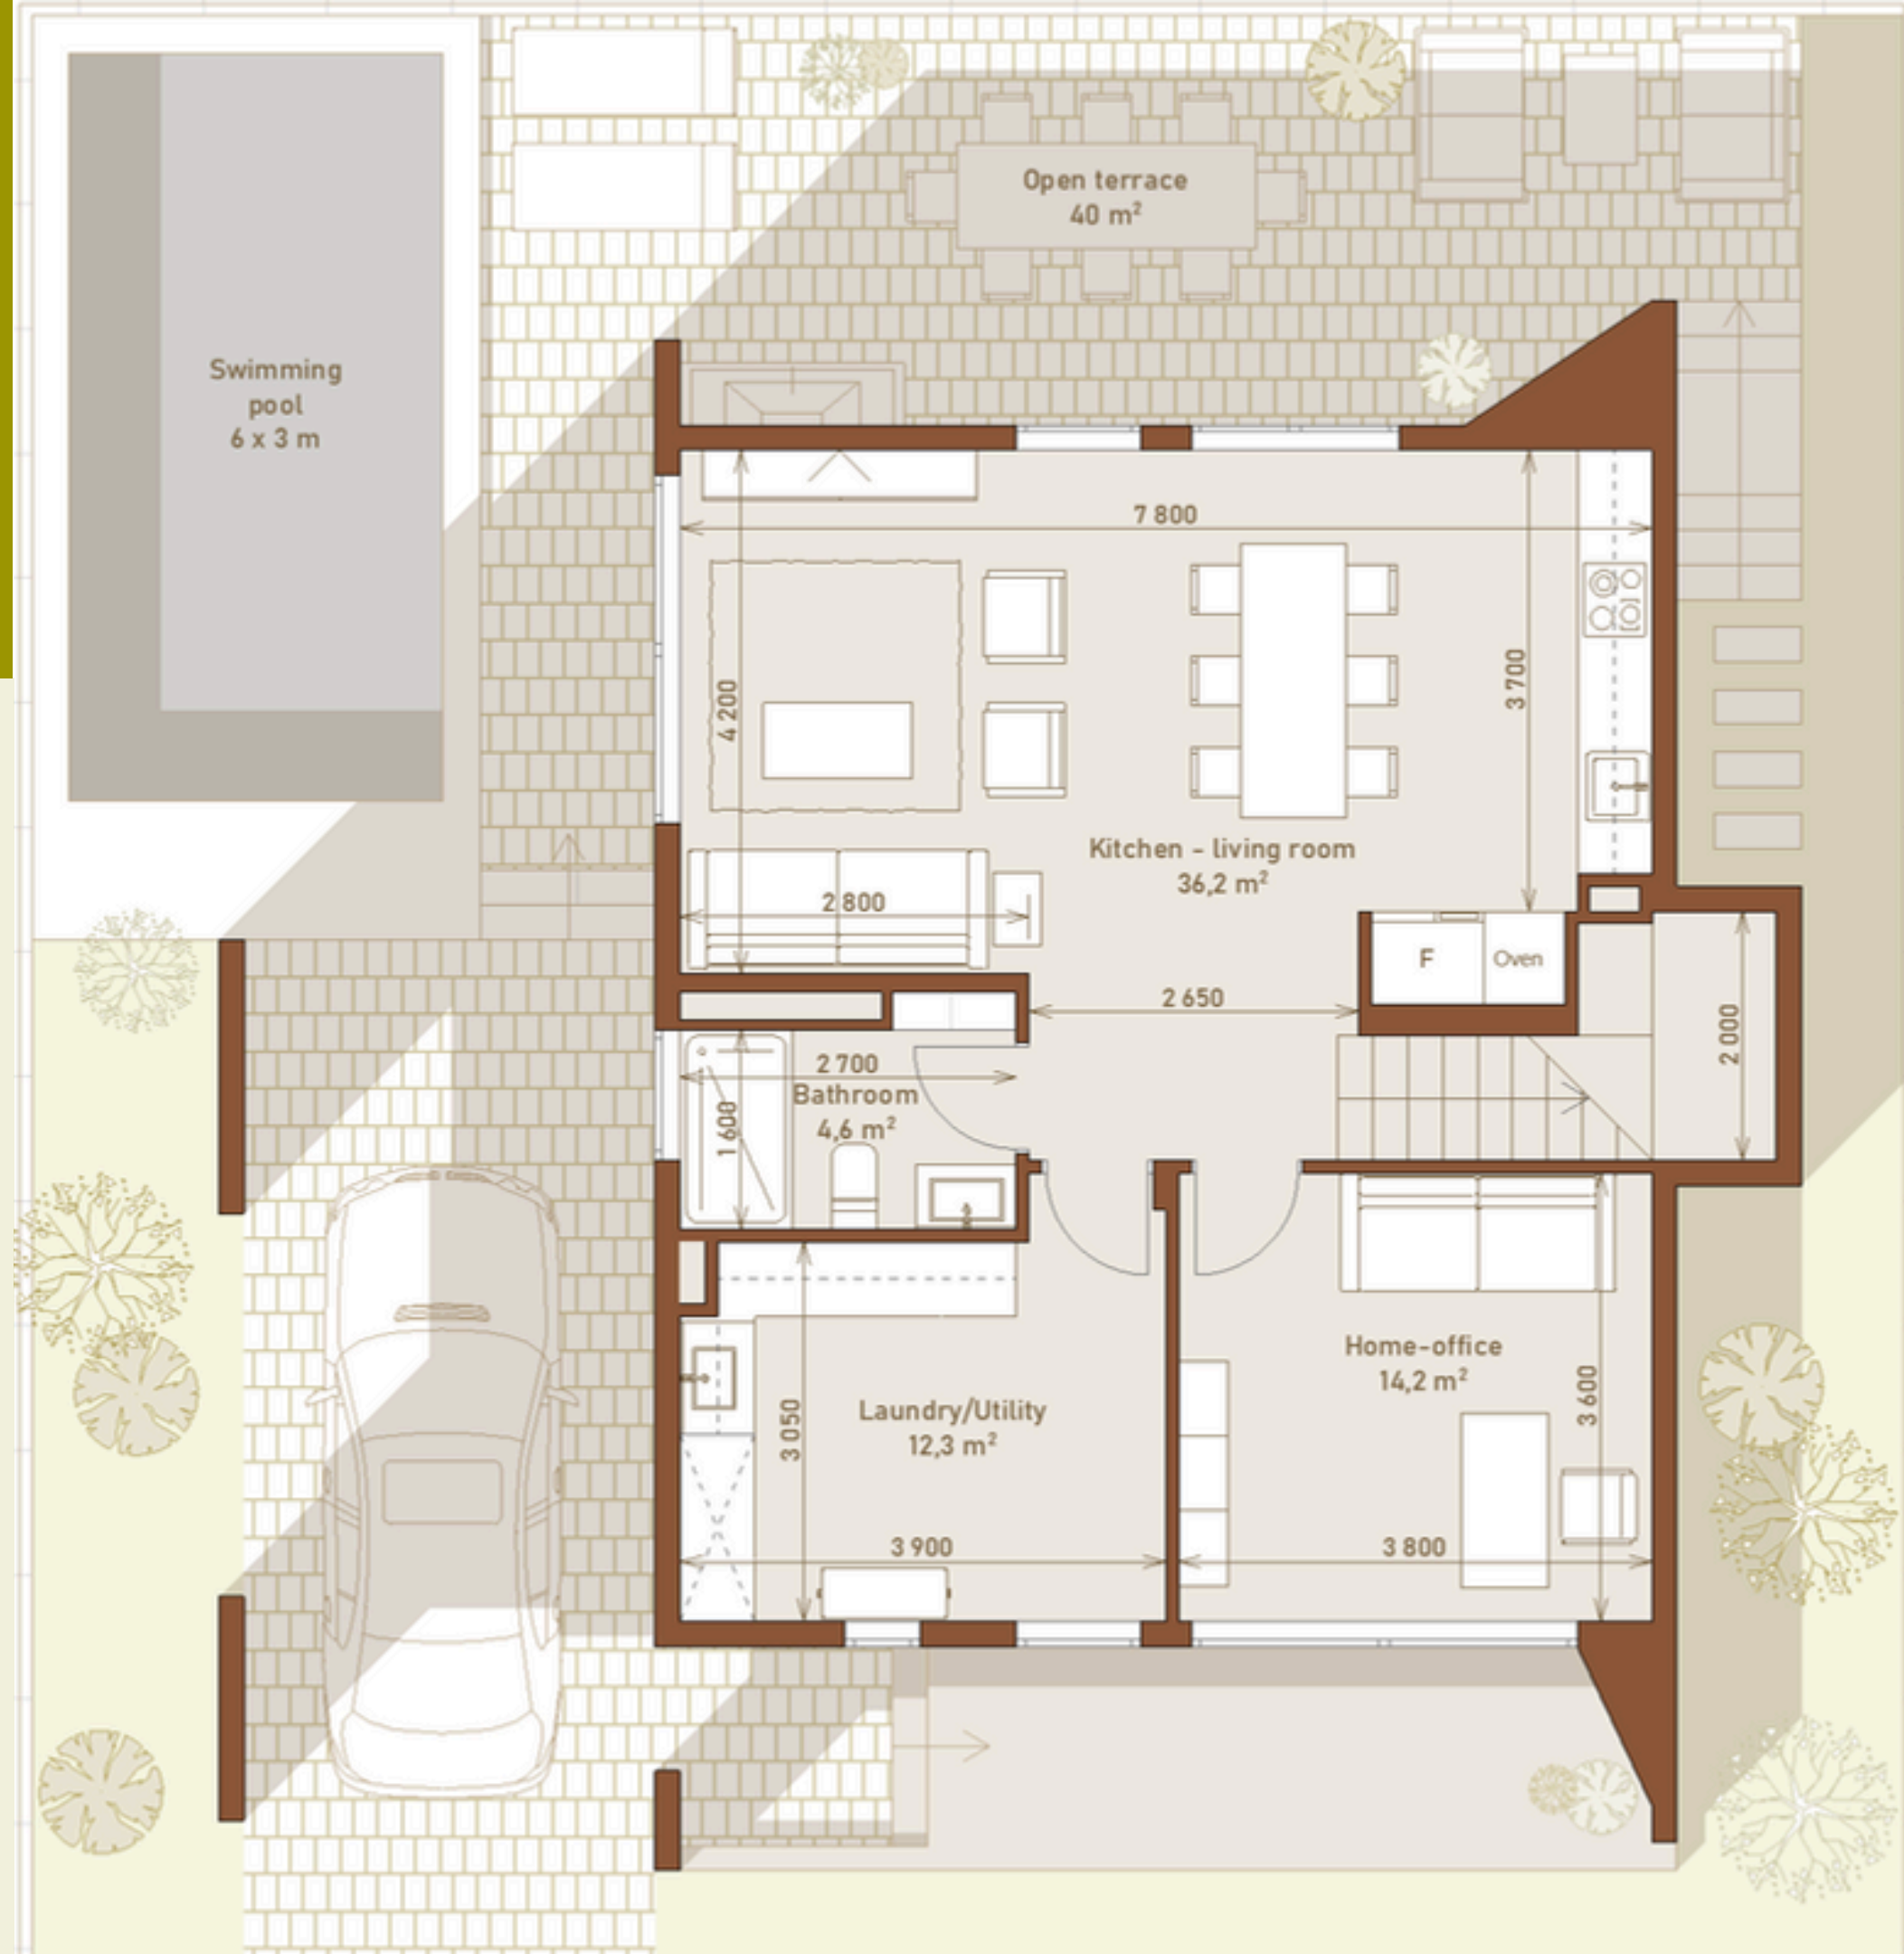 Open terrace
40 m²
Swimming
pool
6 x 3 m
7 800
4 200
3 700
Kitchen - living room
36,2 m²
2 800
F
Oven
2 650
2 000
2 700
Bathroom
4,6 m²
1 600
Home-office
14,2 m²
3 600
Laundry/Utility
12,3 m²
3 050
3 900
3 800